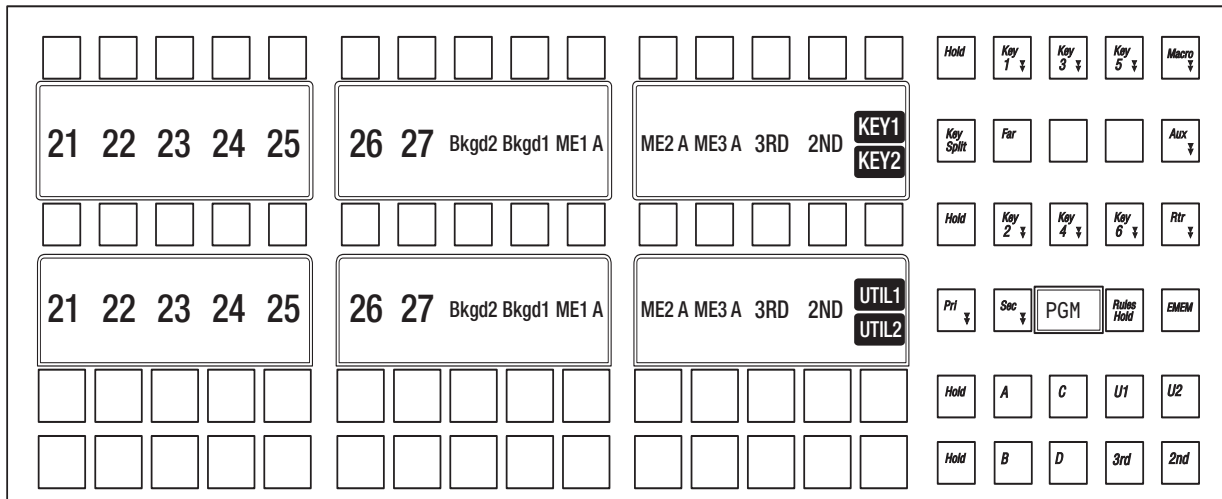 Hold Key 1 Key 3 Key 5 Macro
21 22 23 24 25 26 27 Bkgd2 Bkgd1 ME1 A ME2 A ME3 A 3RD 2ND KEY1
KEY2
Key Split Far Aux
Hold Key 2 Key 4 Key 6 Rtr
21 22 23 24 25 26 27 Bkgd2 Bkgd1 ME1 A ME2 A ME3 A 3RD 2ND UTIL1
UTIL2
Pri Sec PGM Rules Hold EMEM
Hold A C U1 U2
Hold B D 3rd 2nd